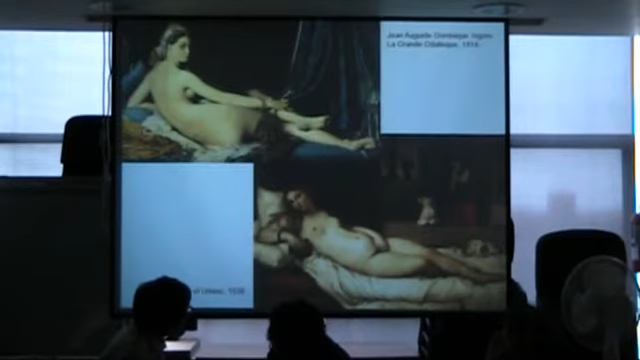 Jean Auguste Dominique Ingres
La Grande Odalisque, 1814
of Urbino, 1538